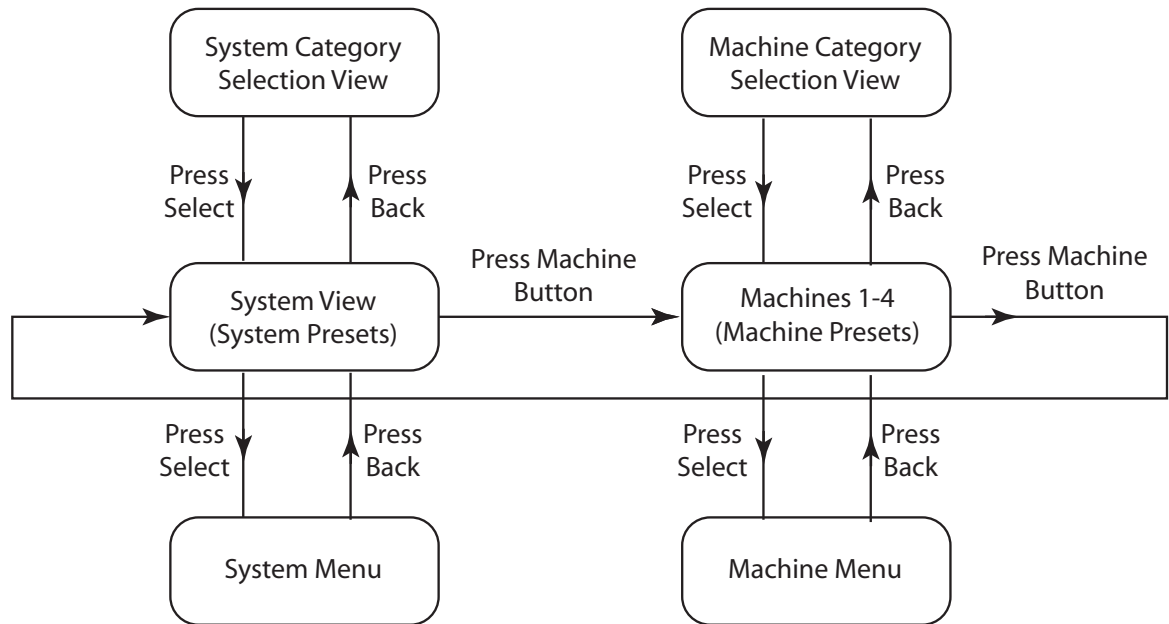 System Category
Selection View
Machine Category
Selection View
Press
Select
Press
Back
Press
Select
Press
Back
Press Machine
Button
Press Machine
Button
System View
(System Presets)
Machines 1-4
(Machine Presets)
Press
Select
Press
Back
Press
Select
Press
Back
System Menu
Machine Menu